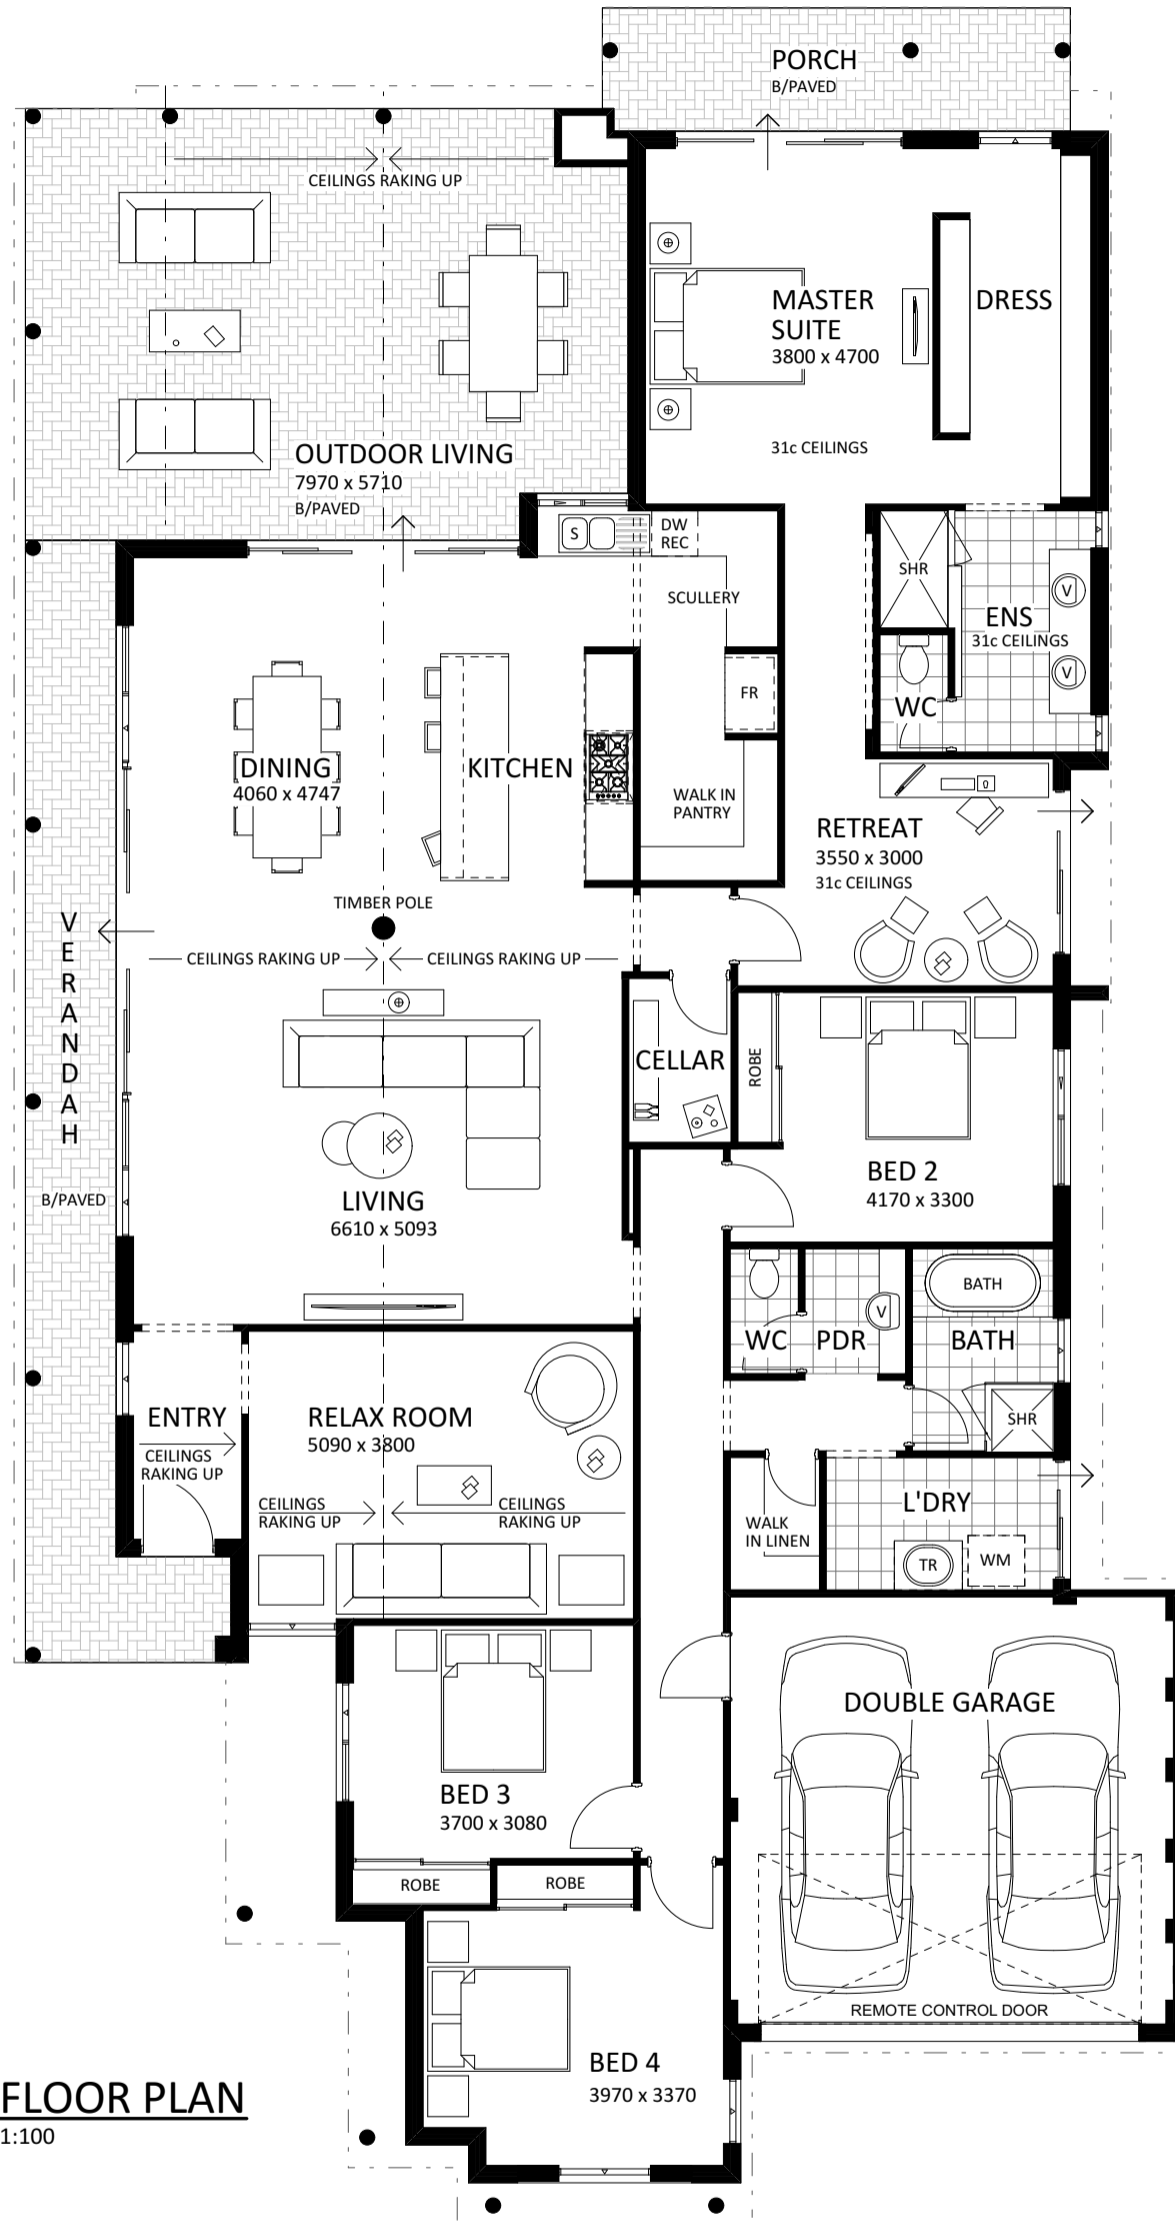 PORCH
B/PAVED
CEILINGS RAKING UP
MASTER
SUITE
3800 x 4700
DRESS
31c CEILINGS
OUTDOOR LIVING
7970 x 5710
B/PAVED
S
DW
REC
SCULLERY
SHR
V
ENS
31c CEILINGS
V
WC
FR
DINING
4060 x 4747
KITCHEN
WALK IN
PANTRY
RETREAT
3550 x 3000
31c CEILINGS
TIMBER POLE
VERANDAH
CEILINGS RAKING UP
CEILINGS RAKING UP
CELLAR
ROBE
BED 2
4170 x 3300
B/PAVED
LIVING
6610 x 5093
BATH
V
WC
PDR
BATH
SHR
ENTRY
CEILINGS
RAKING UP
RELAX ROOM
5090 x 3800
CEILINGS
RAKING UP
CEILINGS
RAKING UP
WALK
IN LINEN
L'DRY
TR
WM
DOUBLE GARAGE
BED 3
3700 x 3080
ROBE
ROBE
REMOTE CONTROL DOOR
BED 4
3970 x 3370
FLOOR PLAN
1:100